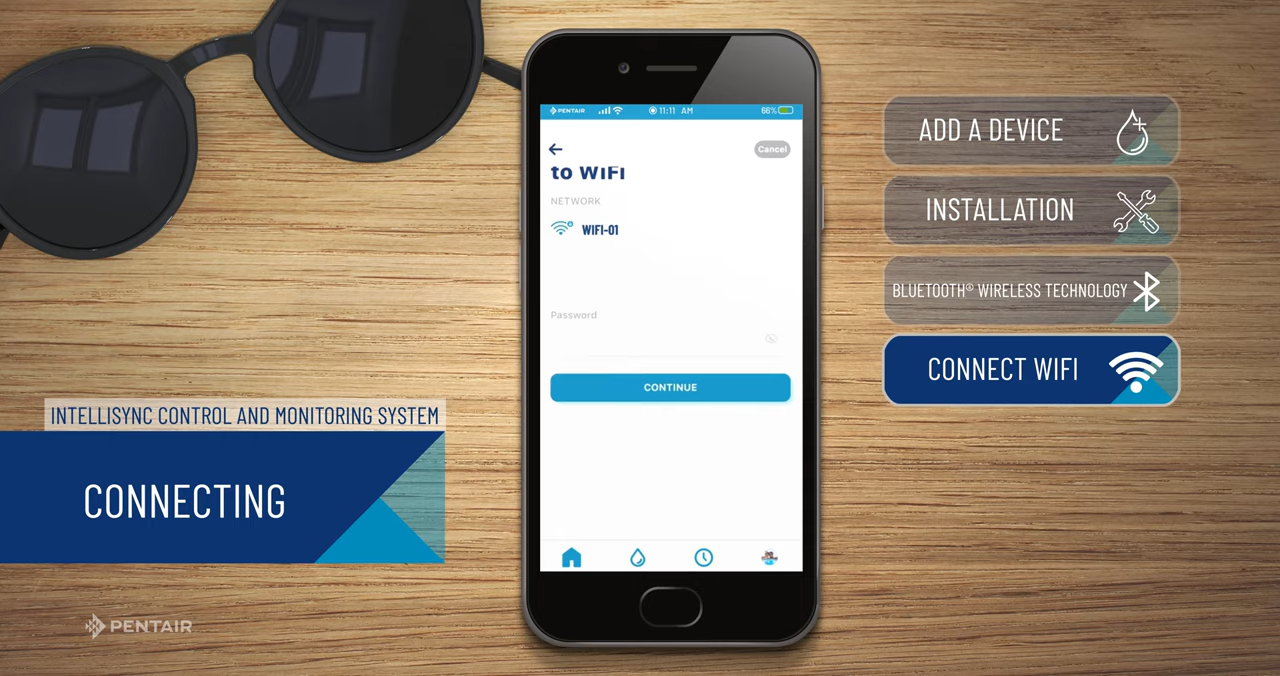 PENTAIR
11:11 AM
66%
Cancel
to WiFi
NETWORK
WIFI-01
Password
CONTINUE
ADD A DEVICE
INSTALLATION
BLUETOOTH® WIRELESS TECHNOLOGY
CONNECT WIFI
INTELLISYNC CONTROL AND MONITORING SYSTEM
CONNECTING
PENTAIR